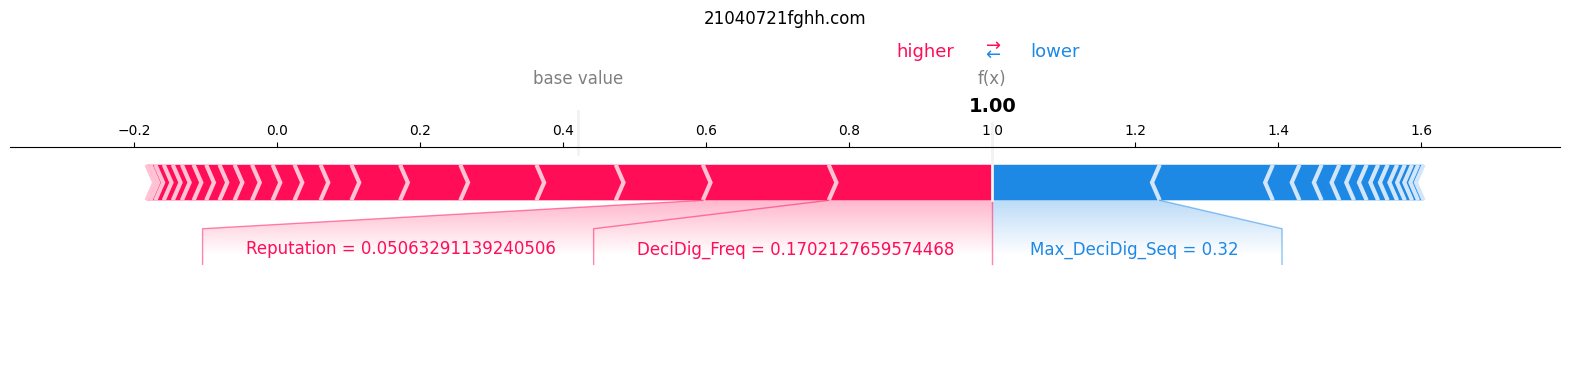 21040721fghh.com
higher ⇄ lower
base value f(x)
1.00
−0.2 0.0 0.2 0.4 0.6 0.8 1.0 1.2 1.4 1.6
Reputation = 0.05063291139240506 DeciDig_Freq = 0.1702127659574468 Max_DeciDig_Seq = 0.32